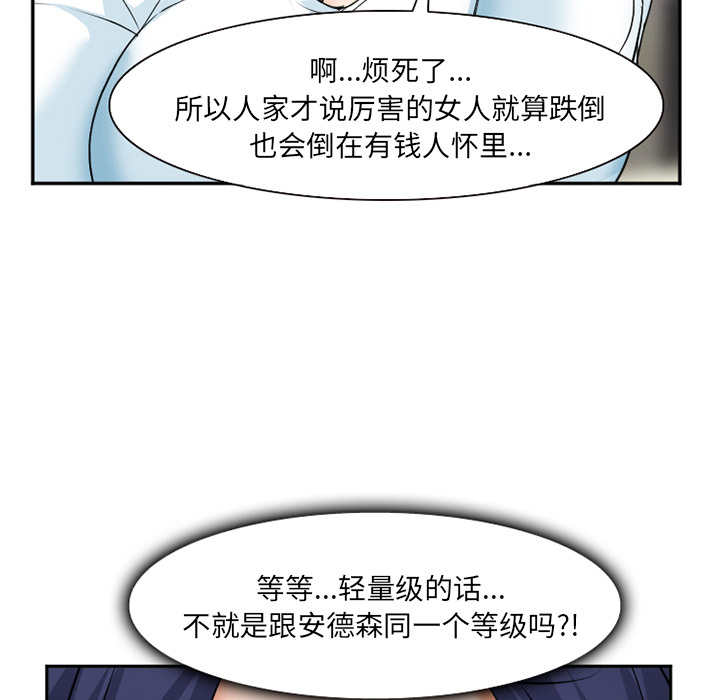 啊...烦死了...
所以人家才说厉害的女人就算跌倒
也会倒在有钱人怀里...
等等...轻量级的话...
不就是跟安德森同一个等级吗?!